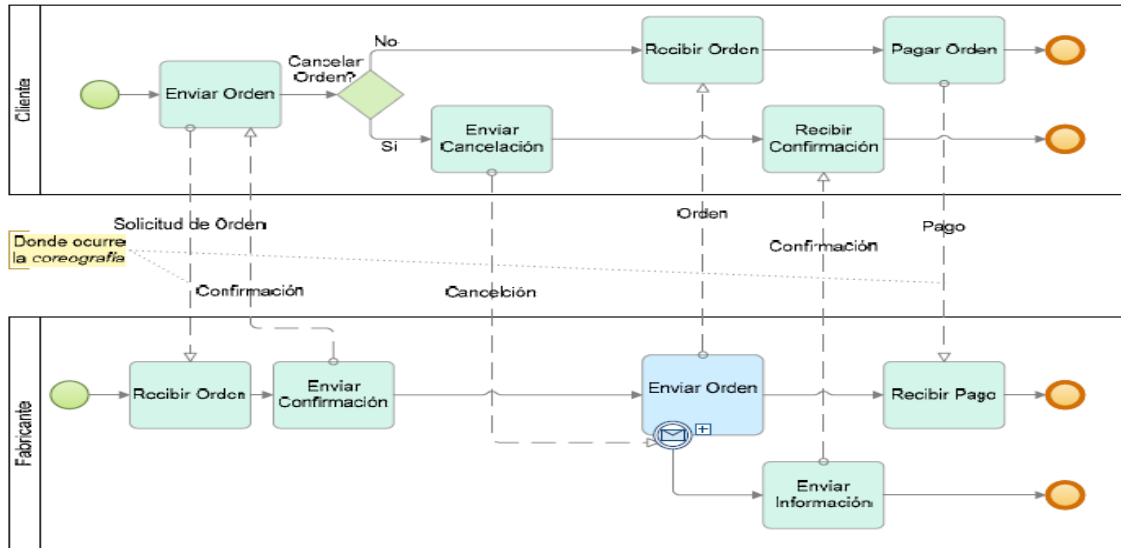 Cliente
Enviar Orden
Cancelar
Orden?
No
Si
Recibir Orden
Pagar Orden
Enviar
Cancelación
Recibir
Confirmación
Solicitud de Orden
Orden
Pago
Donde ocurre
la coreografía
Confirmación
Confirmación
Cancelción
Fabricante
Recibir Orden
Enviar
Confirmación
Enviar Orden
Recibir Pago
Enviar
Información